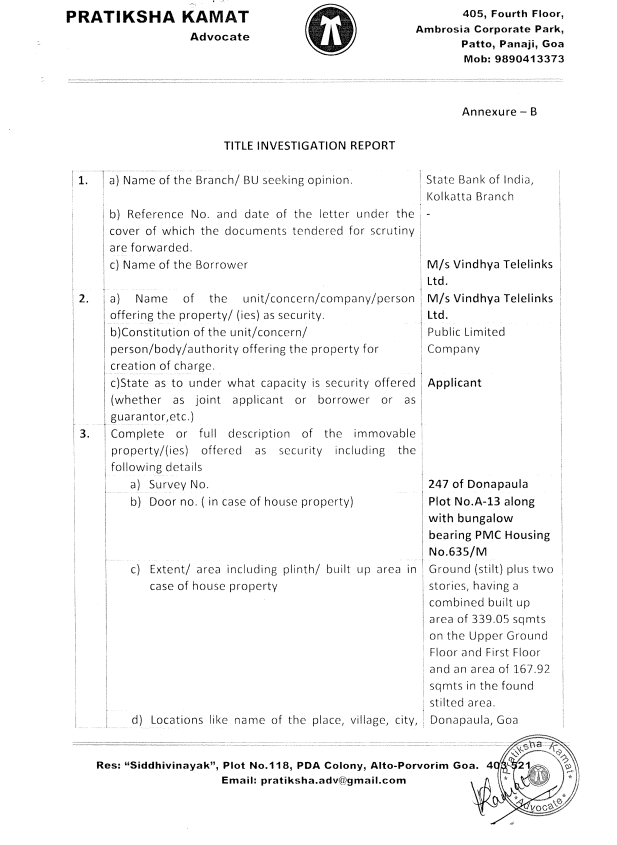 PRATIKSHA KAMAT
Advocate
405, Fourth Floor,
Ambrosia Corporate Park,
Patto, Panaji, Goa
Mob: 9890413373
Annexure – B
TITLE INVESTIGATION REPORT
1. a) Name of the Branch/ BU seeking opinion. State Bank of India,
Kolkatta Branch
b) Reference No. and date of the letter under the -
cover of which the documents tendered for scrutiny
are forwarded.
c) Name of the Borrower M/s Vindhya Telelinks
Ltd.
2. a) Name of the unit/concern/company/person M/s Vindhya Telelinks
offering the property/ (ies) as security. Ltd.
b)Constitution of the unit/concern/ Public Limited
person/body/authority offering the property for Company
creation of charge.
c)State as to under what capacity is security offered Applicant
(whether as joint applicant or borrower or as
guarantor,etc.)
3. Complete or full description of the immovable
property/(ies) offered as security including the
following details
a) Survey No. 247 of Donapaula
b) Door no. ( in case of house property) Plot No.A-13 along
with bungalow
bearing PMC Housing
No.635/M
c) Extent/ area including plinth/ built up area in Ground (stilt) plus two
case of house property stories, having a
combined built up
area of 339.05 sqmts
on the Upper Ground
Floor and First Floor
and an area of 167.92
sqmts in the found
stilted area.
d) Locations like name of the place, village, city, Donapaula, Goa
Res: “Siddhivinayak”, Plot No.118, PDA Colony, Alto-Porvorim Goa. 403 521
Email: pratiksha.adv@gmail.com
Pratiksha Kamat
Advocate
Kamat